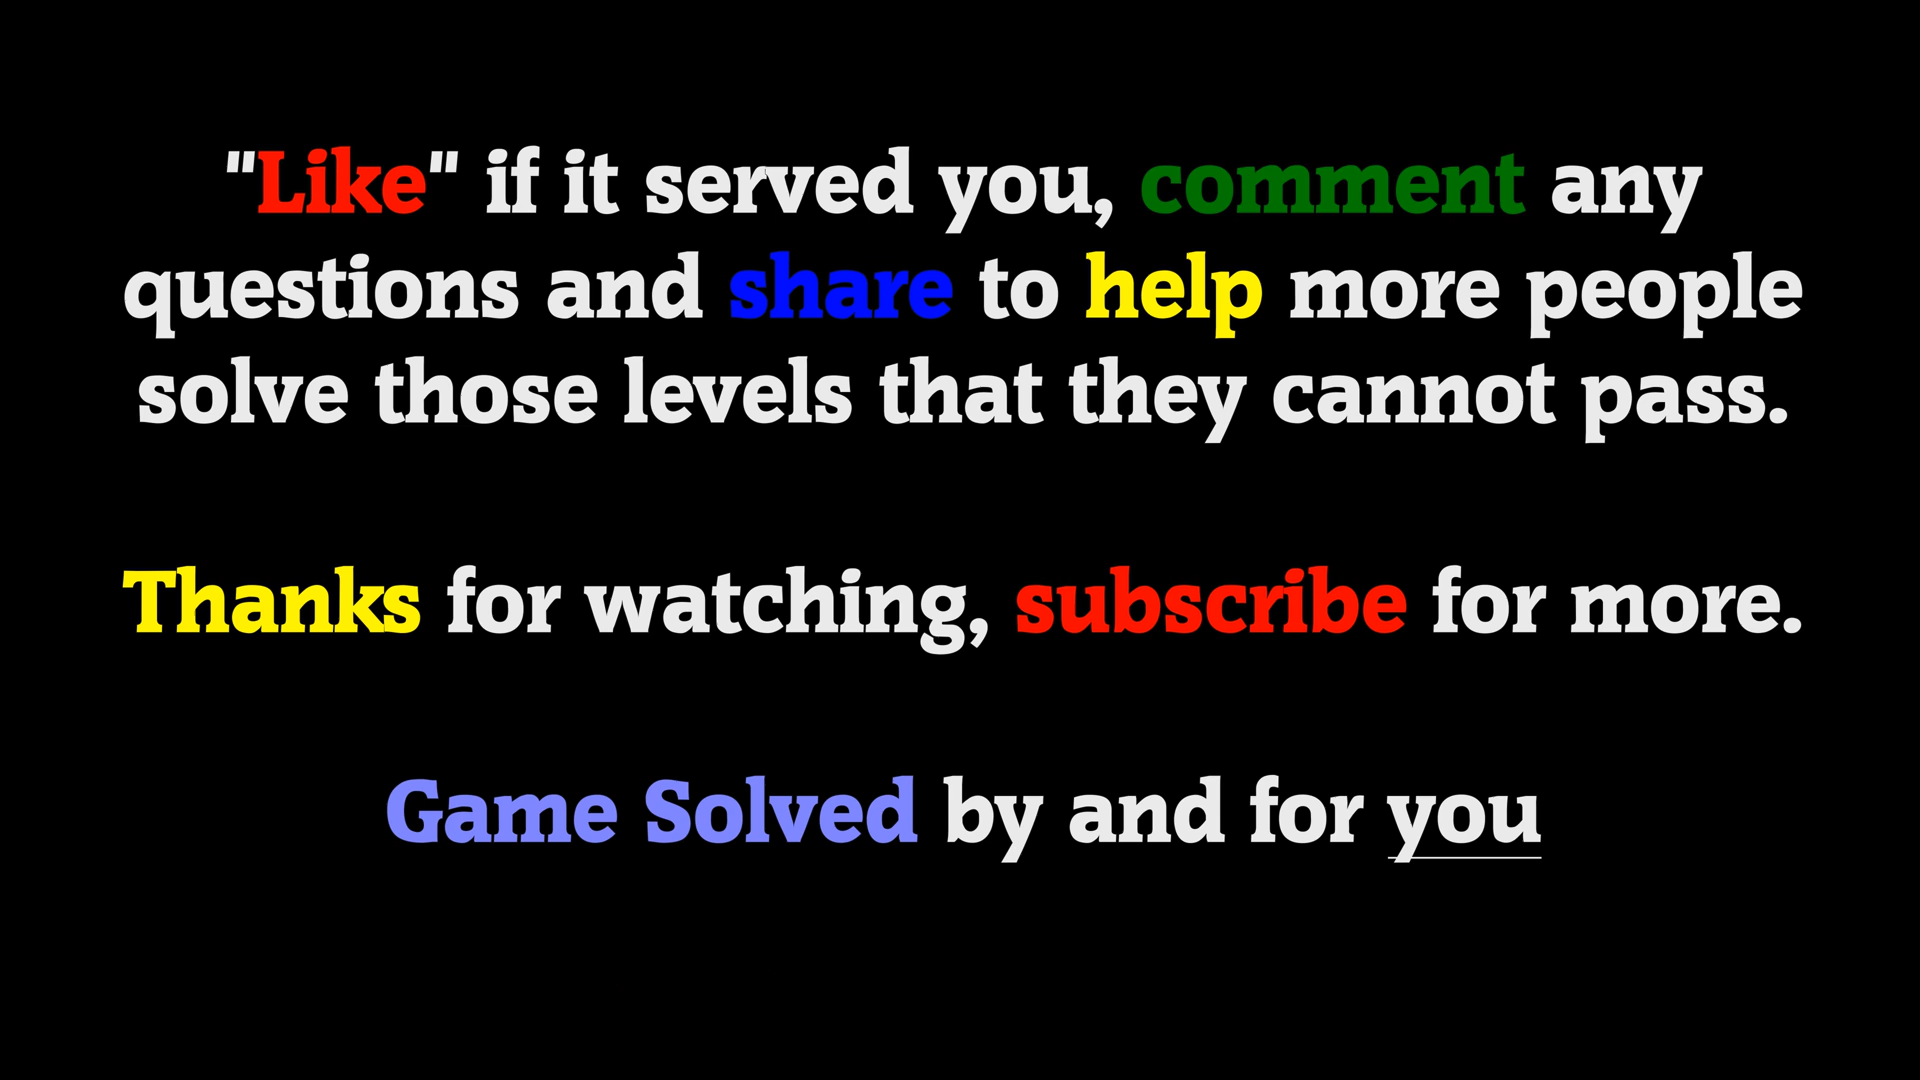 "Like" if it served you, comment any
questions and share to help more people
solve those levels that they cannot pass.
Thanks for watching, subscribe for more.
Game Solved by and for you